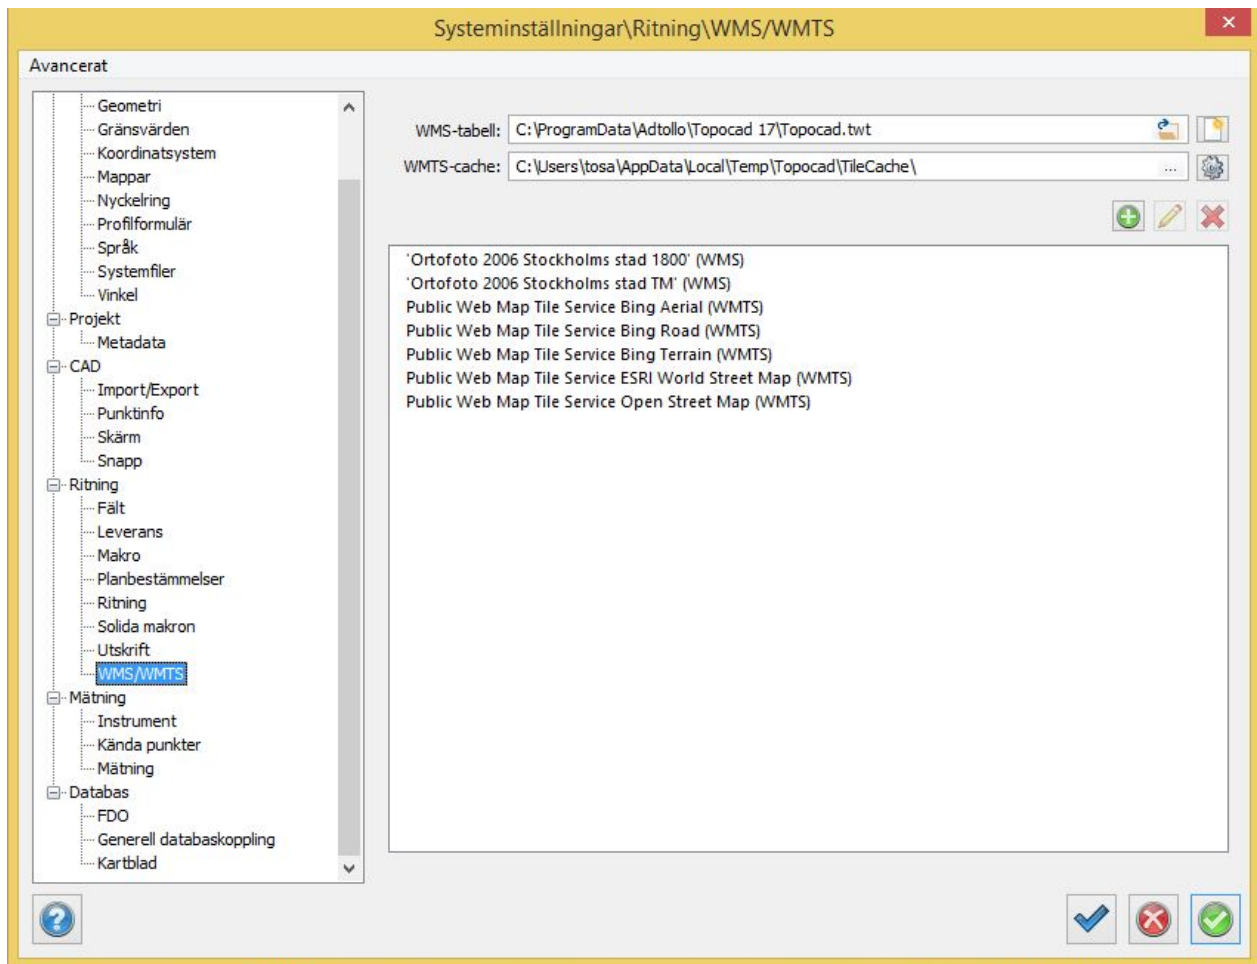 Systeminställningar\Ritning\WMS/WMTS
Avancerat
Geometri
Gränsvärden
Koordinatsystem
Mappar
Nyckelring
Profilformulär
Språk
Systemfiler
Vinkel
Projekt
Metadata
CAD
Import/Export
Punktinfo
Skärm
Snapp
Ritning
Fält
Leverans
Makro
Planbestämmelser
Ritning
Solida makron
Utskrift
WMS/WMTS
Mätning
Instrument
Kända punkter
Mätning
Databas
FDO
Generell databaskoppling
Kartblad
WMS-tabell: C:\ProgramData\Adtollo\Topocad 17\Topocad.twt
WMTS-cache: C:\Users\tosa\AppData\Local\Temp\Topocad\TileCache\ ...
'Ortofoto 2006 Stockholms stad 1800' (WMS)
'Ortofoto 2006 Stockholms stad TM' (WMS)
Public Web Map Tile Service Bing Aerial (WMTS)
Public Web Map Tile Service Bing Road (WMTS)
Public Web Map Tile Service Bing Terrain (WMTS)
Public Web Map Tile Service ESRI World Street Map (WMTS)
Public Web Map Tile Service Open Street Map (WMTS)